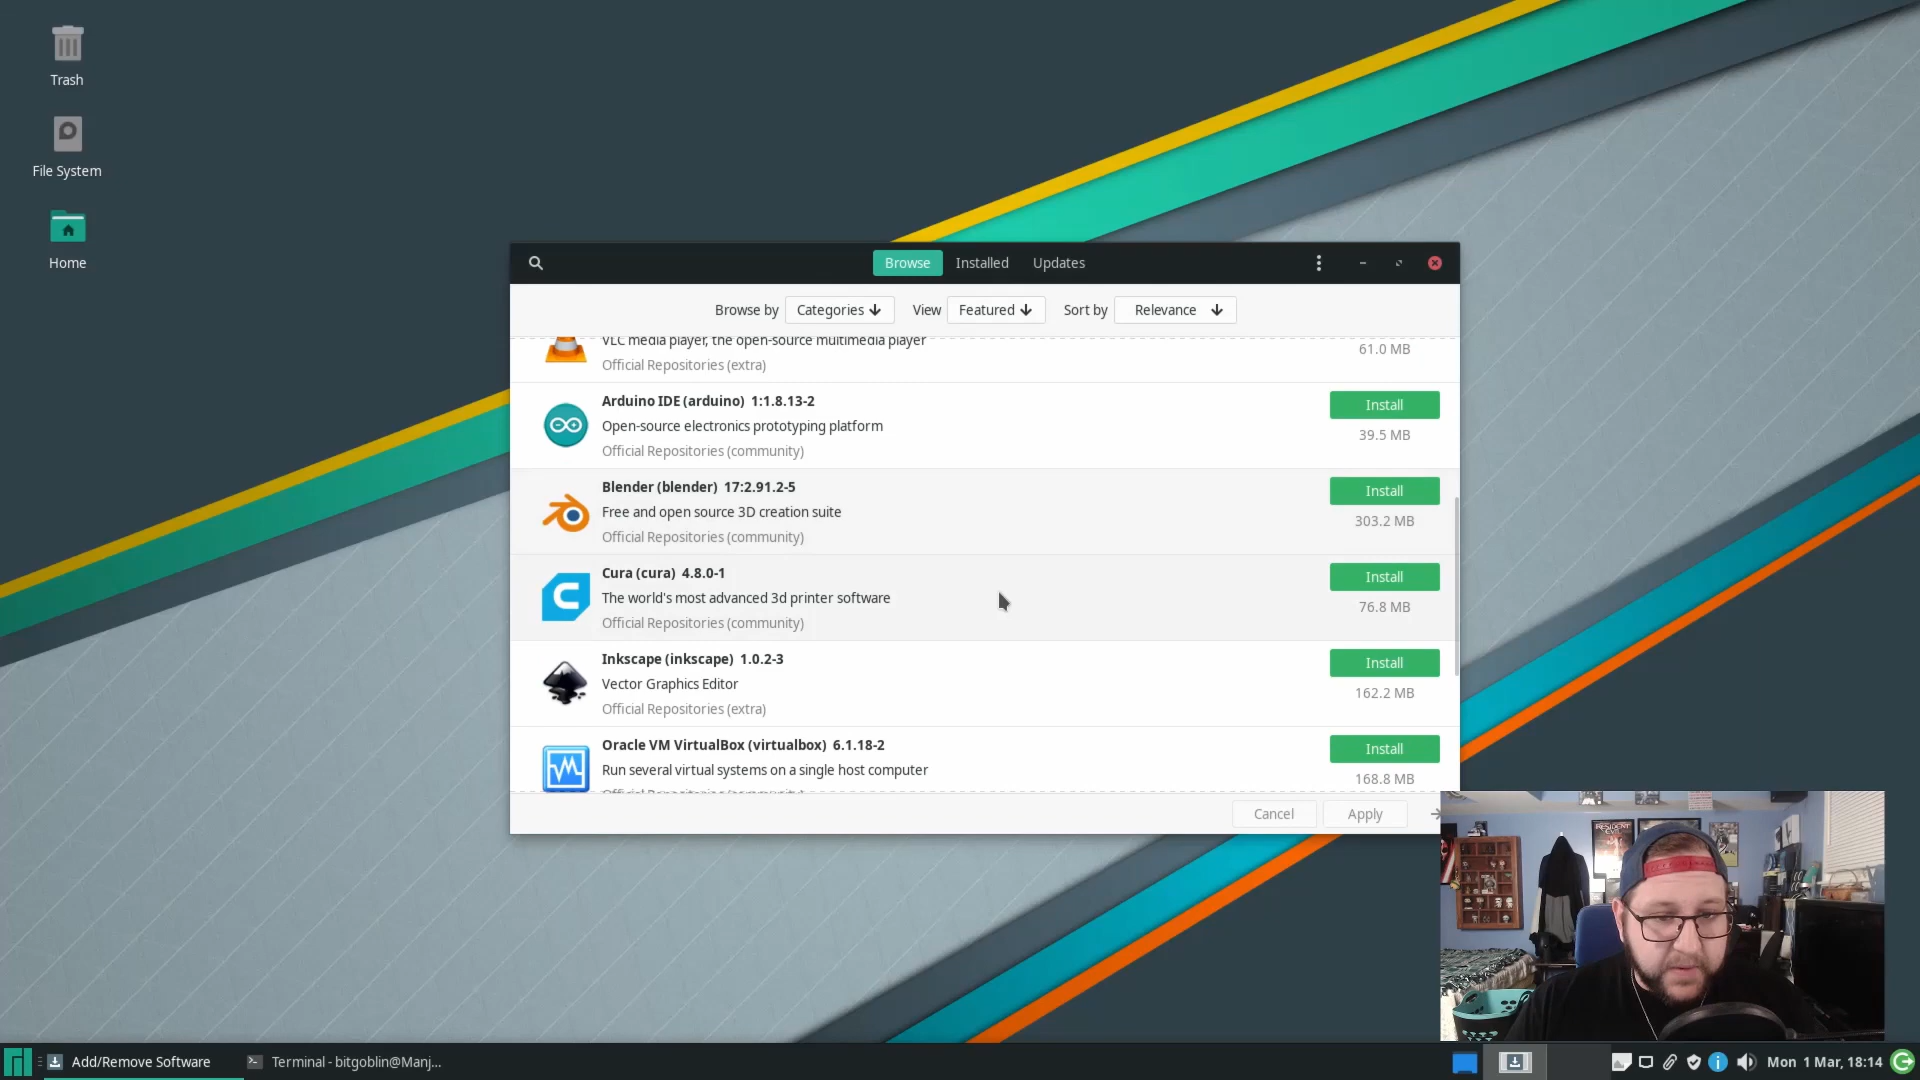 Trash
File System
Home
Browse
Installed
Updates
Browse by
Categories
View
Featured
Sort by
Relevance
VLC media player, the open-source multimedia player
61.0 MB
Official Repositories (extra)
Arduino IDE (arduino) 1:1.8.13-2
Install
Open-source electronics prototyping platform
39.5 MB
Official Repositories (community)
Blender (blender) 17:2.91.2-5
Install
Free and open source 3D creation suite
303.2 MB
Official Repositories (community)
Cura (cura) 4.8.0-1
Install
The world's most advanced 3d printer software
76.8 MB
Official Repositories (community)
Inkscape (inkscape) 1.0.2-3
Install
Vector Graphics Editor
162.2 MB
Official Repositories (extra)
Oracle VM VirtualBox (virtualbox) 6.1.18-2
Install
Run several virtual systems on a single host computer
168.8 MB
Cancel
Apply
RESIDENT EVIL
Add/Remove Software
Terminal - bitgoblin@Manj...
Mon 1 Mar, 18:14